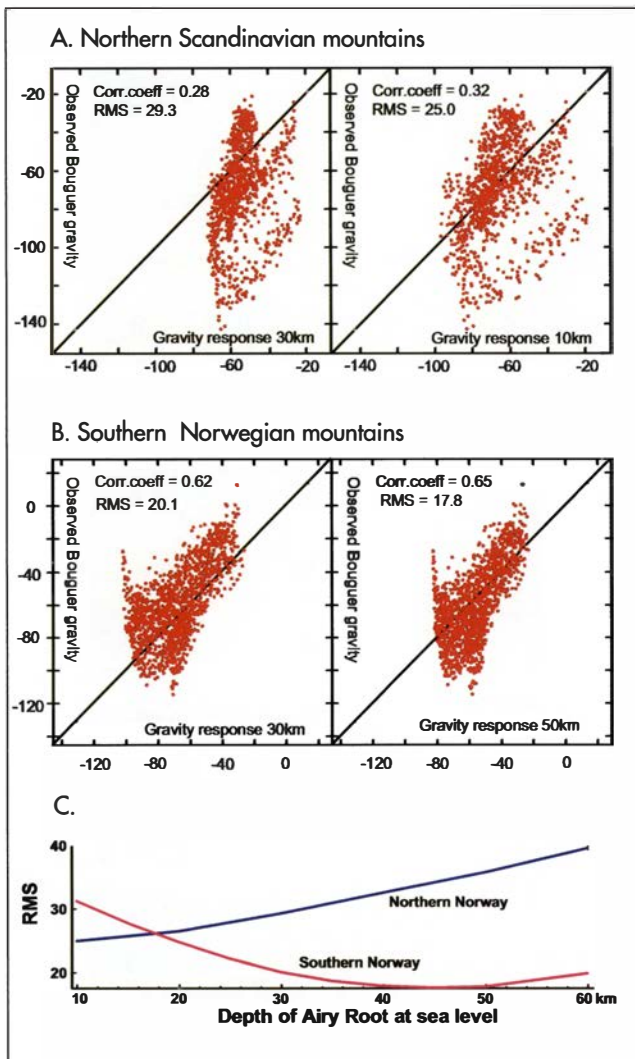 A. Northern Scandinavian mountains
Corr.coeff = 0.28
RMS = 29.3
Observed Bouguer gravity
-20
-60
-100
-140
Gravity response 30km
-140 -100 -60 -20
Corr.coeff = 0.32
RMS = 25.0
Observed Bouguer gravity
Gravity response 10km
-140 -100 -60 -20
B. Southern Norwegian mountains
Corr.coeff = 0.62
RMS = 20.1
Observed Bouguer gravity
0
-40
-80
-120
Gravity response 30km
-120 -80 -40 0
Corr.coeff = 0.65
RMS = 17.8
Observed Bouguer gravity
Gravity response 50km
-120 -80 -40 0
C.
40
30
20
RMS
Northern Norway
Southern Norway
10 20 30 40 50 60 km
Depth of Airy Root at sea level